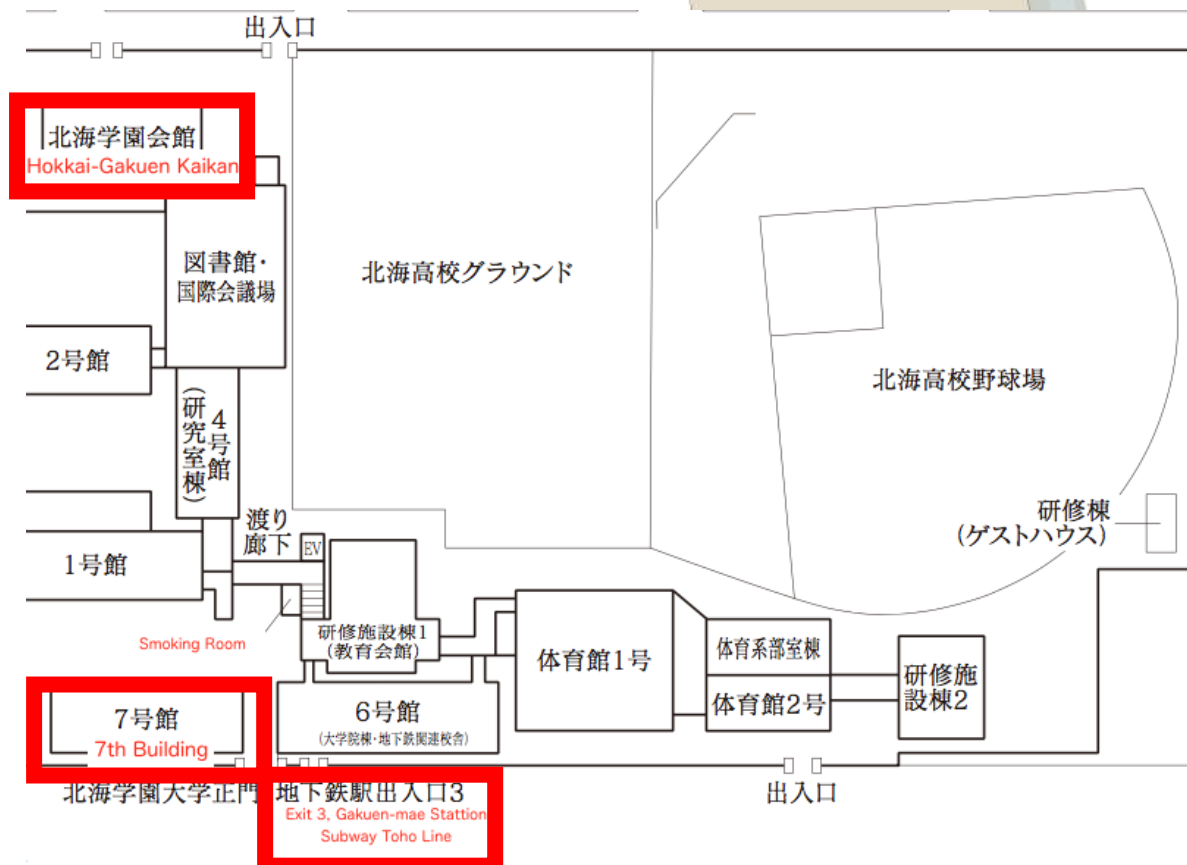 出入口
北海学園会館
Hokkai-Gakuen Kaikan
図書館・
国際会議場
北海高校グラウンド
2号館
北海高校野球場
4号館
(研究室棟)
研修棟
(ゲストハウス)
渡り
廊下
EV
1号館
Smoking Room
研修施設棟1
(教育会館)
体育館1号
体育系部室棟
体育館2号
研修施
設棟2
7号館
7th Building
6号館
(大学院棟・地下鉄関連校舎)
北海学園大学正門
地下鉄駅出入口3
Exit 3, Gakuen-mae Stattion
Subway Toho Line
出入口